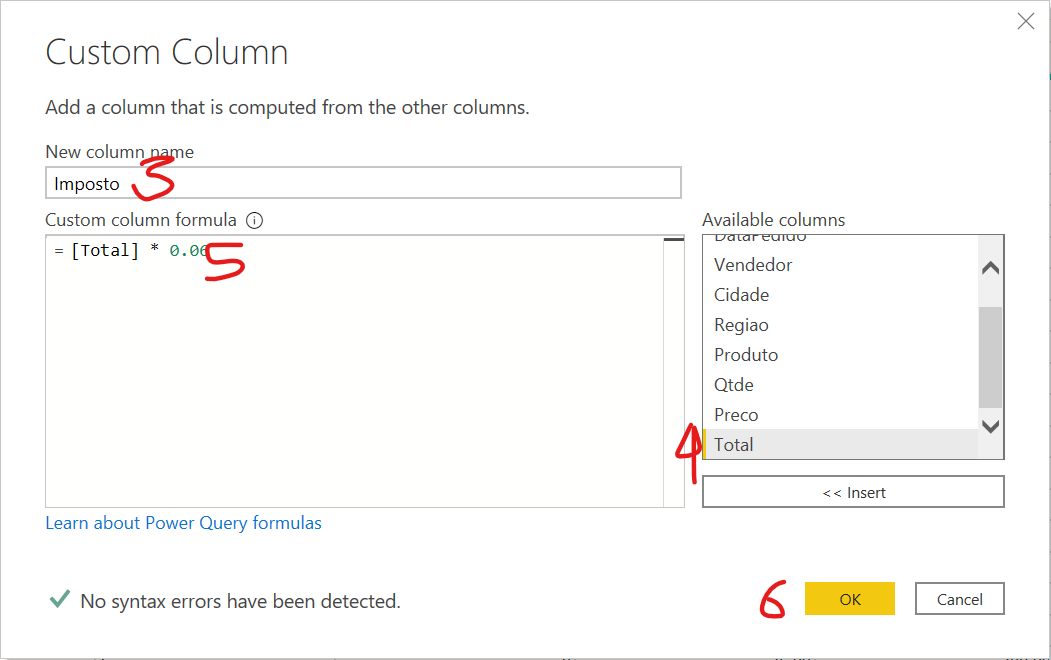 Custom Column
Add a column that is computed from the other columns.
New column name
Imposto 3
Custom column formula
= [Total] * 0.06 5
Available columns
DataPedido
Vendedor
Cidade
Regiao
Produto
Qtde
Preco
4 Total
<< Insert
Learn about Power Query formulas
No syntax errors have been detected.
6 OK
Cancel